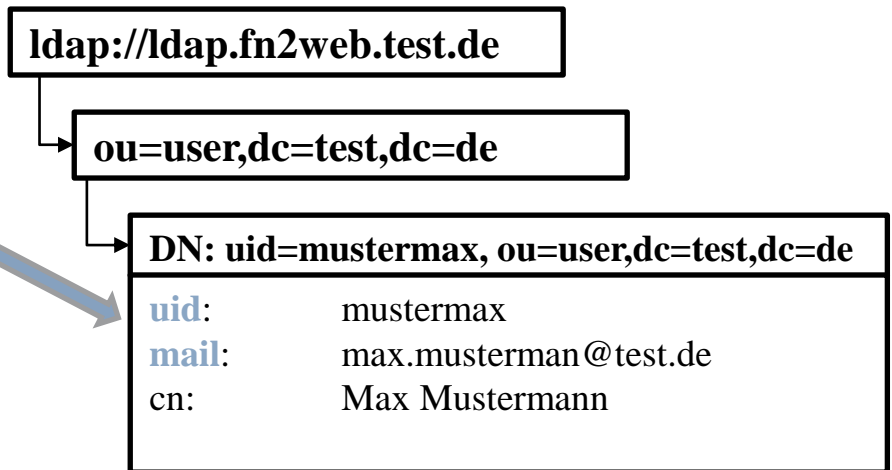 ldap://ldap.fn2web.test.de
ou=user,dc=test,dc=de
DN: uid=mustermax, ou=user,dc=test,dc=de
uid: mustermax
mail: max.musterman@test.de
cn: Max Mustermann